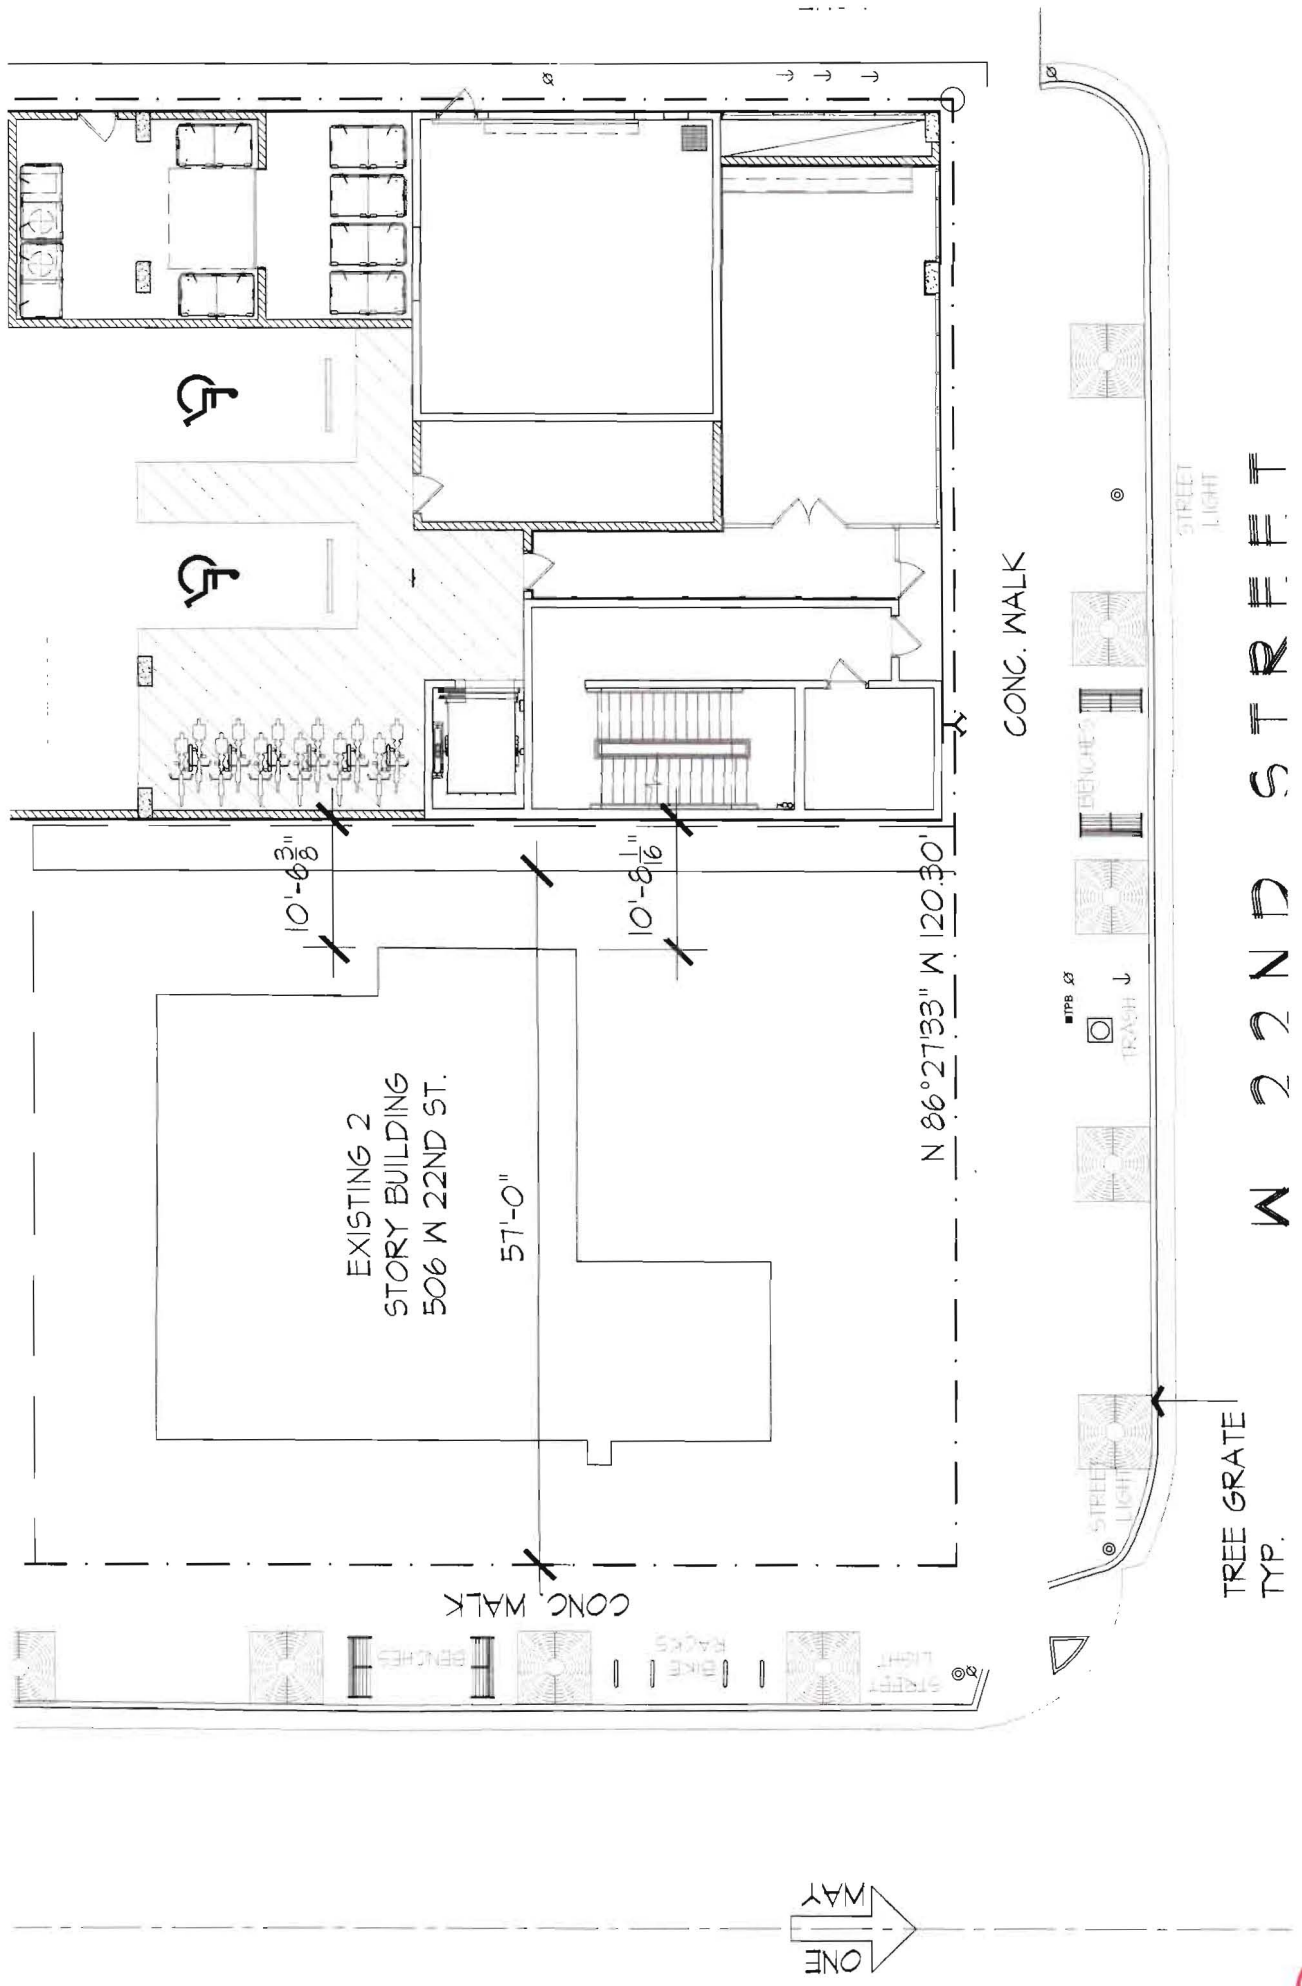 10'-6 3/8"
10'-8 1/16"
EXISTING 2
STORY BUILDING
506 W 22ND ST.
57'-0"
N 86°27'33" W 120.30'
CONC. WALK
STREET
LIGHT
BENCHES
TPB
TRASH
STREET
LIGHT
W 22ND STREET
TREE GRATE
TYP.
CONC. WALK
BENCHES
BIKE
RACKS
STREET
LIGHT
ONE
WAY